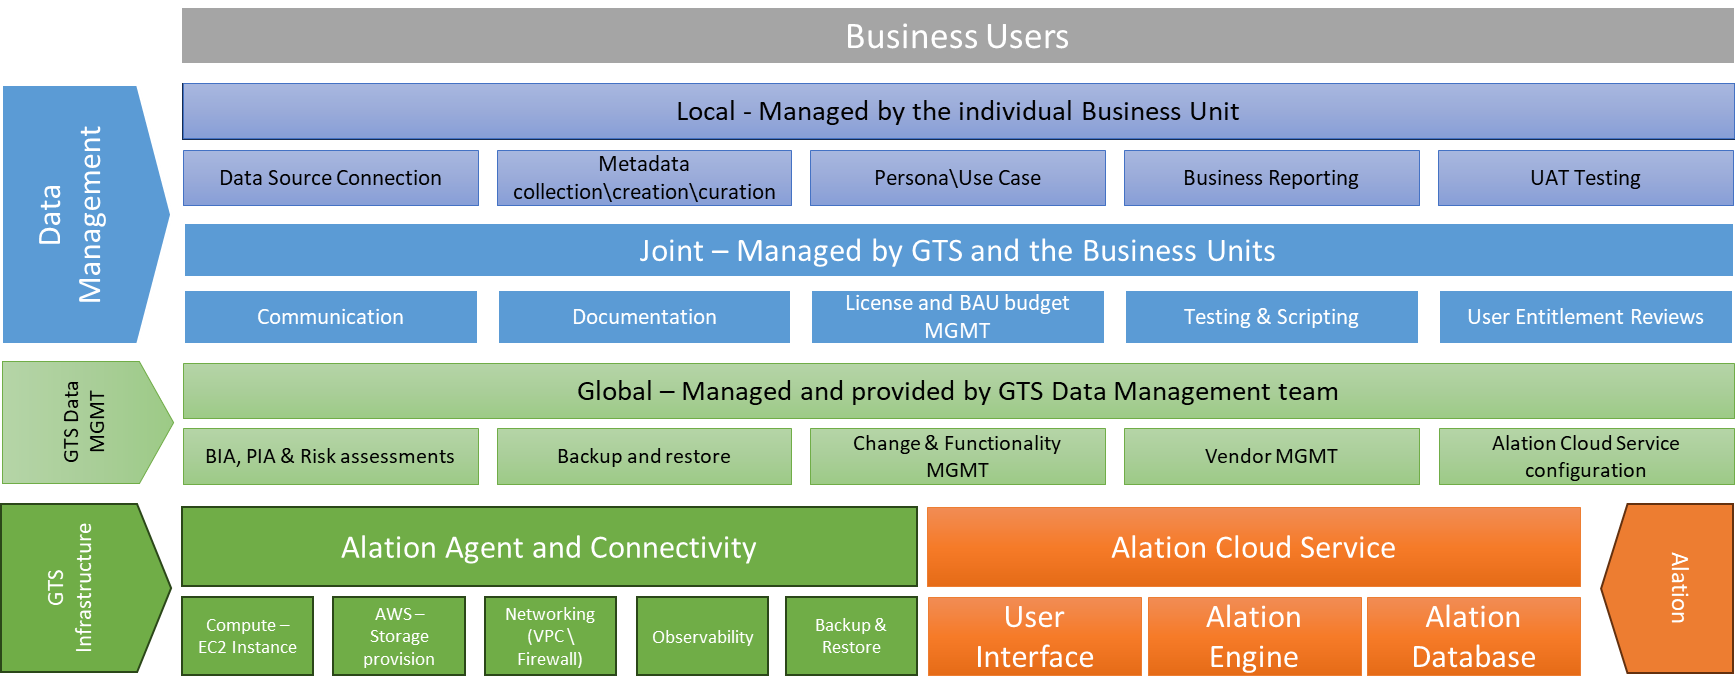 Business Users
Data
Management
Local - Managed by the individual Business Unit
Data Source Connection
Metadata
collection\creation\curation
Persona\Use Case
Business Reporting
UAT Testing
Joint – Managed by GTS and the Business Units
Communication
Documentation
License and BAU budget
MGMT
Testing & Scripting
User Entitlement Reviews
GTS Data
MGMT
Global – Managed and provided by GTS Data Management team
BIA, PIA & Risk assessments
Backup and restore
Change & Functionality
MGMT
Vendor MGMT
Alation Cloud Service
configuration
GTS
Infrastructure
Alation Agent and Connectivity
Compute –
EC2 Instance
AWS –
Storage
provision
Networking
(VPC \
Firewall)
Observability
Backup &
Restore
Alation Cloud Service
User
Interface
Alation
Engine
Alation
Database
Alation